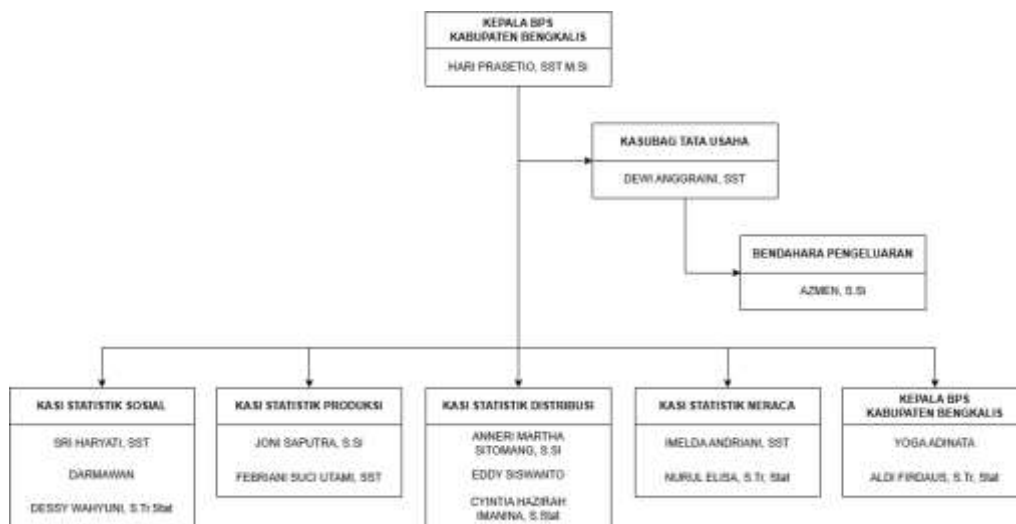 KEPALA BPS
KABUPATEN BENGKALIS
HARI PRASETIO, SST M.Si
KASUBAG TATA USAHA
DEWI ANGGRAINI, SST
BENDAHARA PENGELUARAN
AZMEN, S.Si
KASI STATISTIK SOSIAL
SRI HARYATI, SST
DARMAWAN
DESSY WAHYUNI, S.Tr.Stat
KASI STATISTIK PRODUKSI
JONI SAPUTRA, S.Si
FEBRIANI SUCI UTAMI, SST
KASI STATISTIK DISTRIBUSI
ANNERI MARTHA
SITOMANG, S.Si
EDDY SISWANTO
CYINTIA HAZIRAH
IMANINA, S.Stat
KASI STATISTIK NERACA
IMELDA ANDRIANI, SST
NURUL ELISA, S.Tr, Stat
KEPALA BPS
KABUPATEN BENGKALIS
YOGA ADINATA
ALDI FIRDAUS, S.Tr, Stat